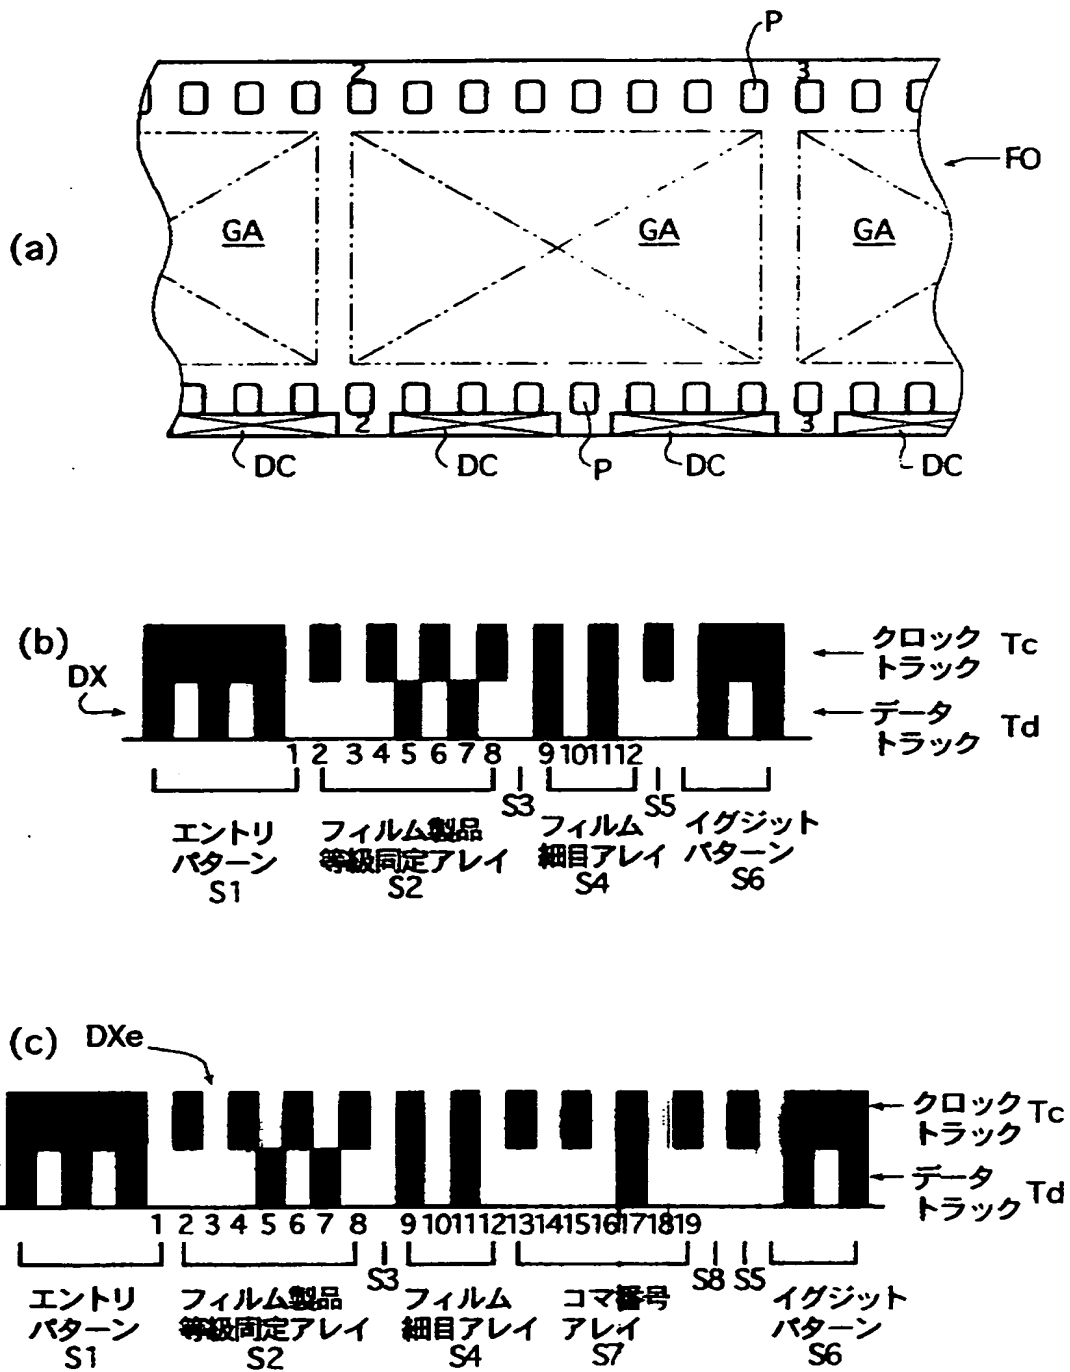 P
2 3
FO
(a)
GA GA GA
2 3
DC DC P DC DC
(b)
クロック Tc
トラック
DX
データ Td
トラック
1 2 3 4 5 6 7 8 9 10 11 12
S3 S5
エントリ フィルム製品 フィルム イグジット
パターン 等級同定アレイ 細目アレイ パターン
S1 S2 S4 S6
(c) DXe
クロック Tc
トラック
データ Td
トラック
1 2 3 4 5 6 7 8 9 10 11 12 13 14 15 16 17 18 19
S3 S8 S5
エントリ フィルム製品 フィルム コマ番号 イグジット
パターン 等級同定アレイ 細目アレイ アレイ パターン
S1 S2 S4 S7 S6